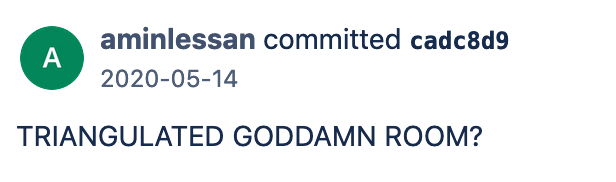 A
aminlessan committed cadc8d9
2020-05-14
TRIANGULATED GODDAMN ROOM?